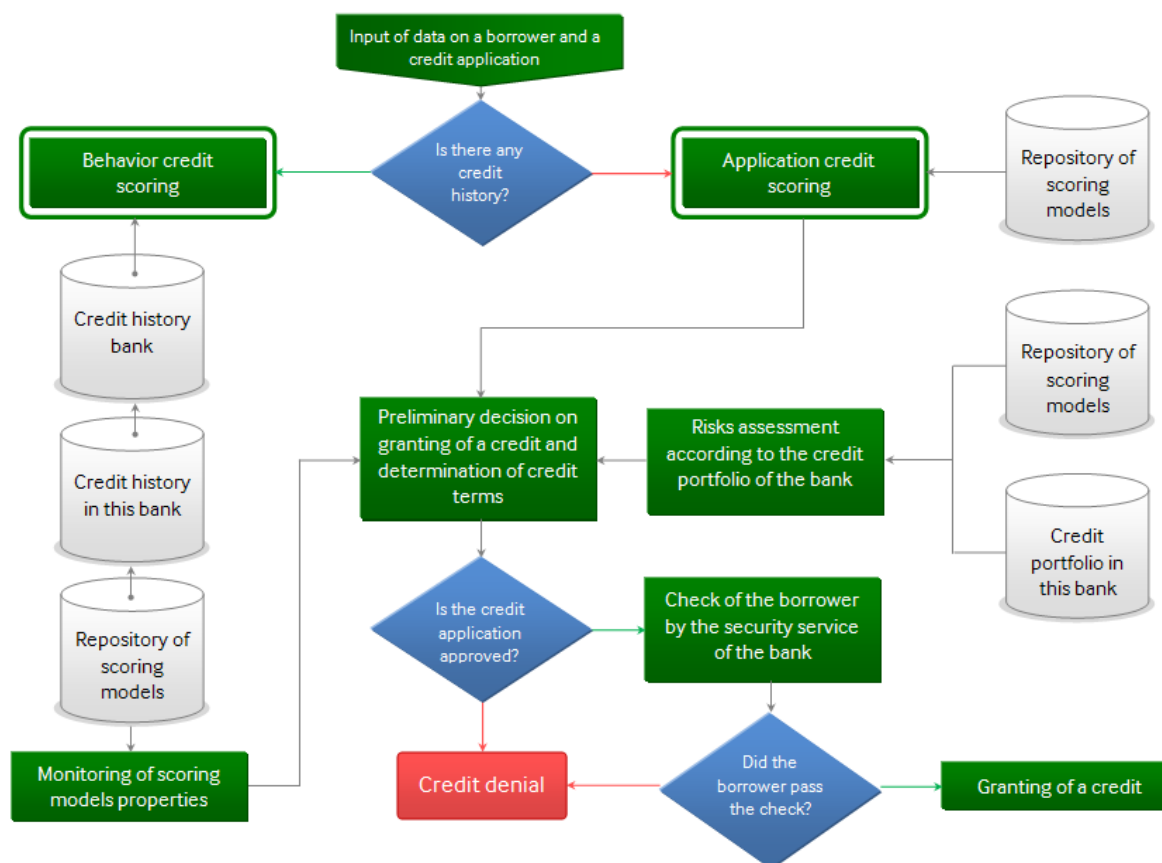 Input of data on a borrower and a
credit application
Is there any
credit
history?
Behavior credit
scoring
Application credit
scoring
Repository of
scoring
models
Credit history
bank
Repository of
scoring
models
Preliminary decision on
granting of a credit and
determination of credit
terms
Risks assessment
according to the credit
portfolio of the bank
Credit history
in this bank
Credit
portfolio in
this bank
Is the credit
application
approved?
Check of the borrower
by the security service
of the bank
Repository of
scoring
models
Monitoring of scoring
models properties
Credit denial
Did the
borrower pass
the check?
Granting of a credit